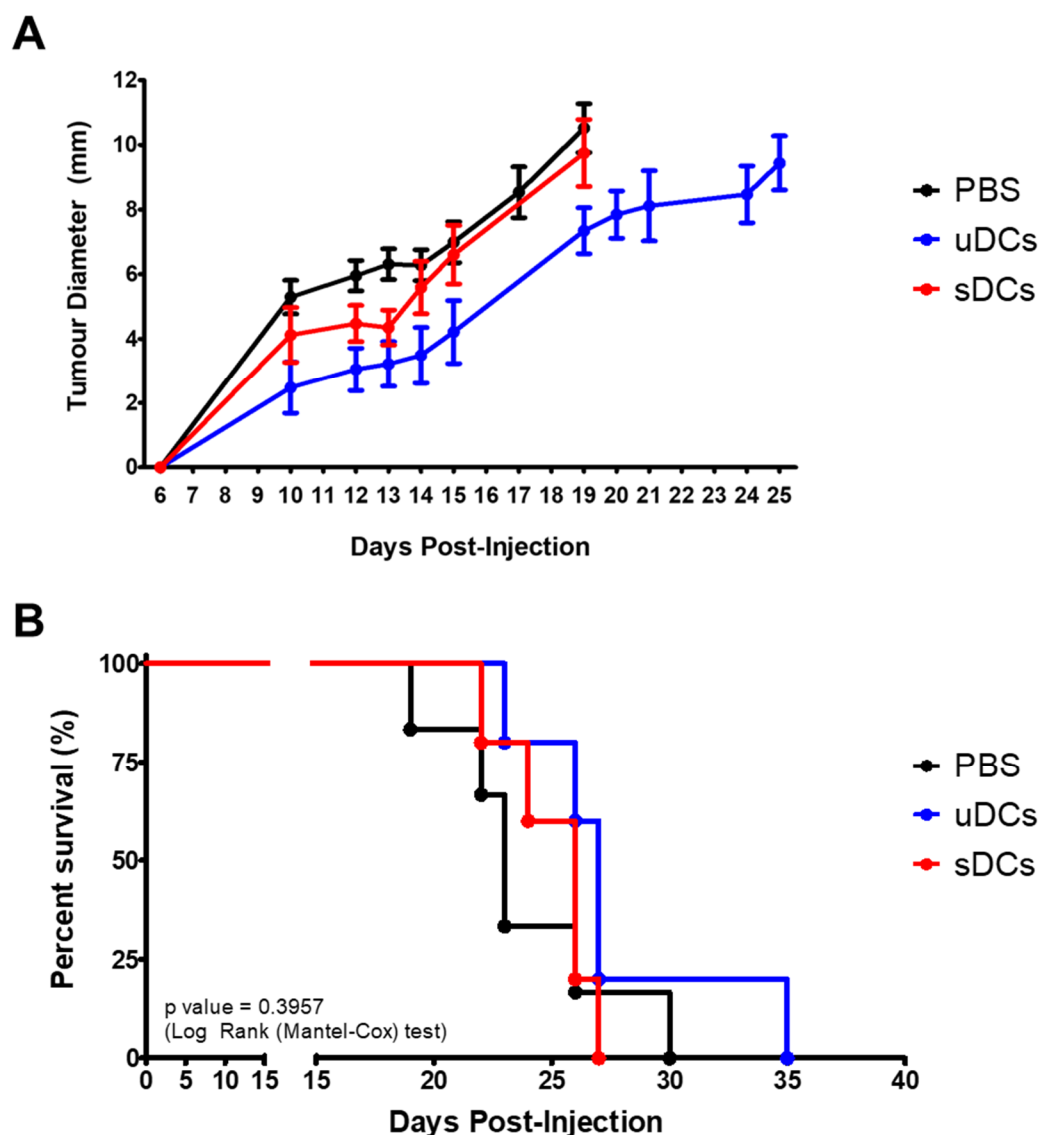 A
12
10
8
6
4
2
0
Tumour Diameter (mm)
6 7 8 9 10 11 12 13 14 15 16 17 18 19 20 21 22 23 24 25
Days Post-Injection
PBS
uDCs
sDCs
B
100
75
50
25
0
Percent survival (%)
p value = 0.3957
(Log Rank (Mantel-Cox) test)
0 5 10 15 15 20 25 30 35 40
Days Post-Injection
PBS
uDCs
sDCs